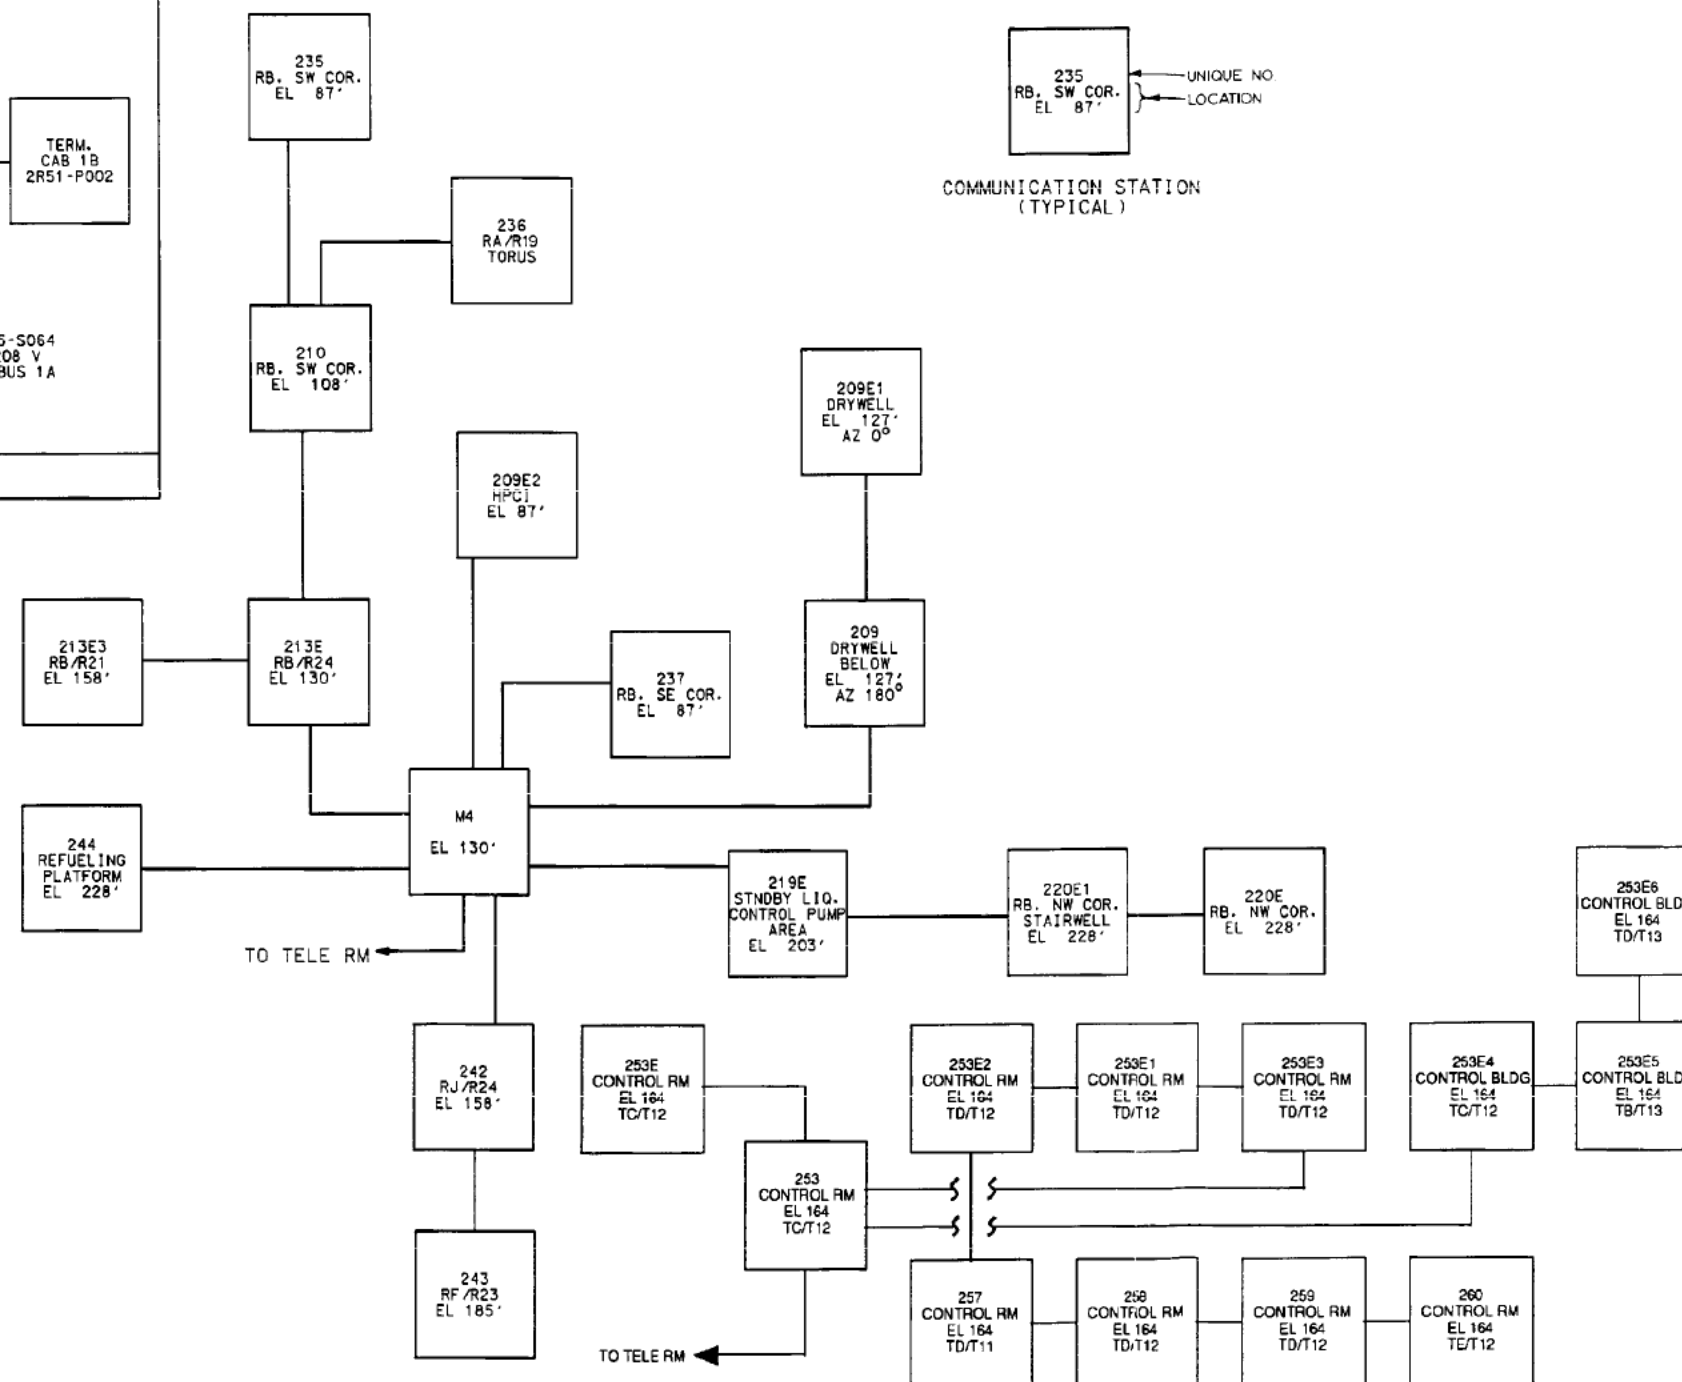 235
RB. SW COR.
EL 87'
235
RB. SW COR.
EL 87'
UNIQUE NO.
LOCATION
COMMUNICATION STATION
(TYPICAL)
TERM.
CAB 1B
2R51-P002
236
RA/R19
TORUS
-S064
208 V
BUS 1A
210
RB. SW COR.
EL 108'
209E1
DRYWELL
EL 127'
AZ 0°
209E2
HPCI
EL 87'
213E3
RB/R21
EL 158'
213E
RB/R24
EL 130'
237
RB. SE COR.
EL 87'
209
DRYWELL
BELOW
EL 127'
AZ 180°
M4
EL 130'
244
REFUELING
PLATFORM
EL 228'
219E
STNDBY LIQ.
CONTROL PUMP
AREA
EL 203'
220E1
RB. NW COR.
STAIRWELL
EL 228'
220E
RB. NW COR.
EL 228'
253E6
CONTROL BLD
EL 164
TD/T13
TO TELE RM
242
RJ/R24
EL 158'
253E
CONTROL RM
EL 164
TC/T12
253E2
CONTROL RM
EL 164
TD/T12
253E1
CONTROL RM
EL 164
TD/T12
253E3
CONTROL RM
EL 164
TD/T12
253E4
CONTROL BLDG
EL 164
TC/T12
253E5
CONTROL BLD
EL 164
TB/T13
253
CONTROL RM
EL 164
TC/T12
243
RF/R23
EL 185'
257
CONTROL RM
EL 164
TD/T11
258
CONTROL RM
EL 164
TD/T12
259
CONTROL RM
EL 164
TD/T12
260
CONTROL RM
EL 164
TE/T12
TO TELE RM